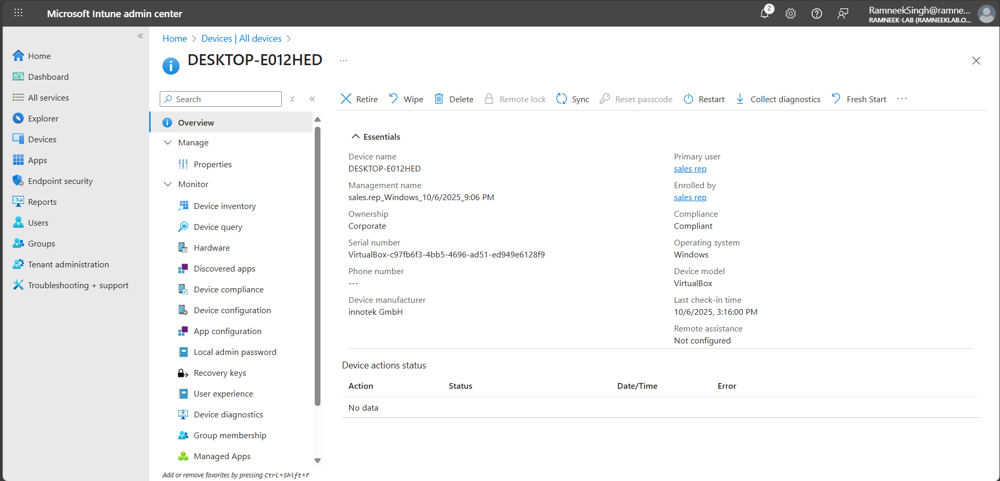 Microsoft Intune admin center
2
RamneekSingh@ramne...
RAMNEEK-LAB (RAMNEEKLAB.O...
Home
Dashboard
All services
Explorer
Devices
Apps
Endpoint security
Reports
Users
Groups
Tenant administration
Troubleshooting + support
Home > Devices | All devices >
DESKTOP-E012HED ...
Search
Overview
Manage
Properties
Monitor
Device inventory
Device query
Hardware
Discovered apps
Device compliance
Device configuration
App configuration
Local admin password
Recovery keys
User experience
Device diagnostics
Group membership
Managed Apps
Add or remove favorites by pressing Ctrl+Shift+F
Retire Wipe Delete Remote lock Sync Reset passcode Restart Collect diagnostics Fresh Start ...
Essentials
Device name
DESKTOP-E012HED
Management name
sales.rep_Windows_10/6/2025_9:06 PM
Ownership
Corporate
Serial number
VirtualBox-c97fb6f3-4bb5-4696-ad51-ed949e6128f9
Phone number
---
Device manufacturer
innotek GmbH
Primary user
sales rep
Enrolled by
sales rep
Compliance
Compliant
Operating system
Windows
Device model
VirtualBox
Last check-in time
10/6/2025, 3:16:00 PM
Remote assistance
Not configured
Device actions status
Action Status Date/Time Error
No data